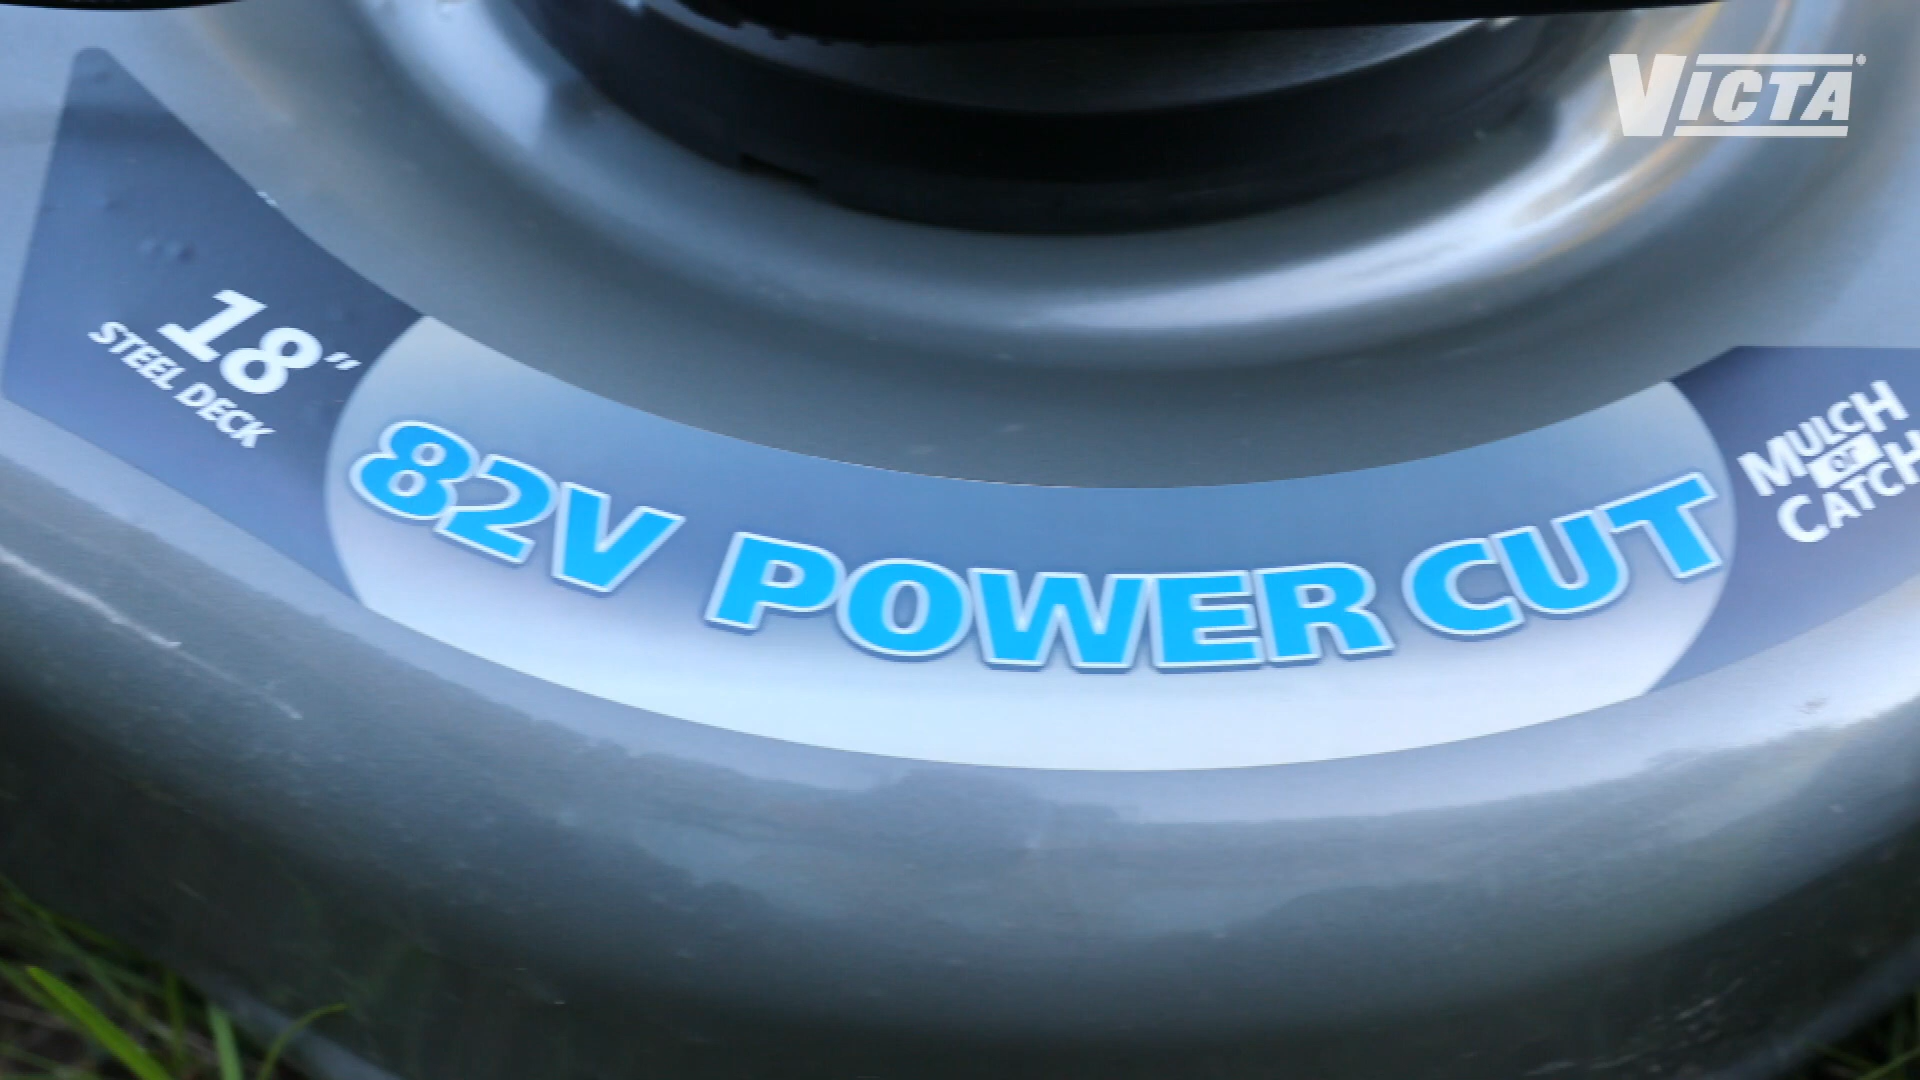 VICTA®
18"
STEEL DECK
82V POWER CUT
MULCH
OR
CATCH